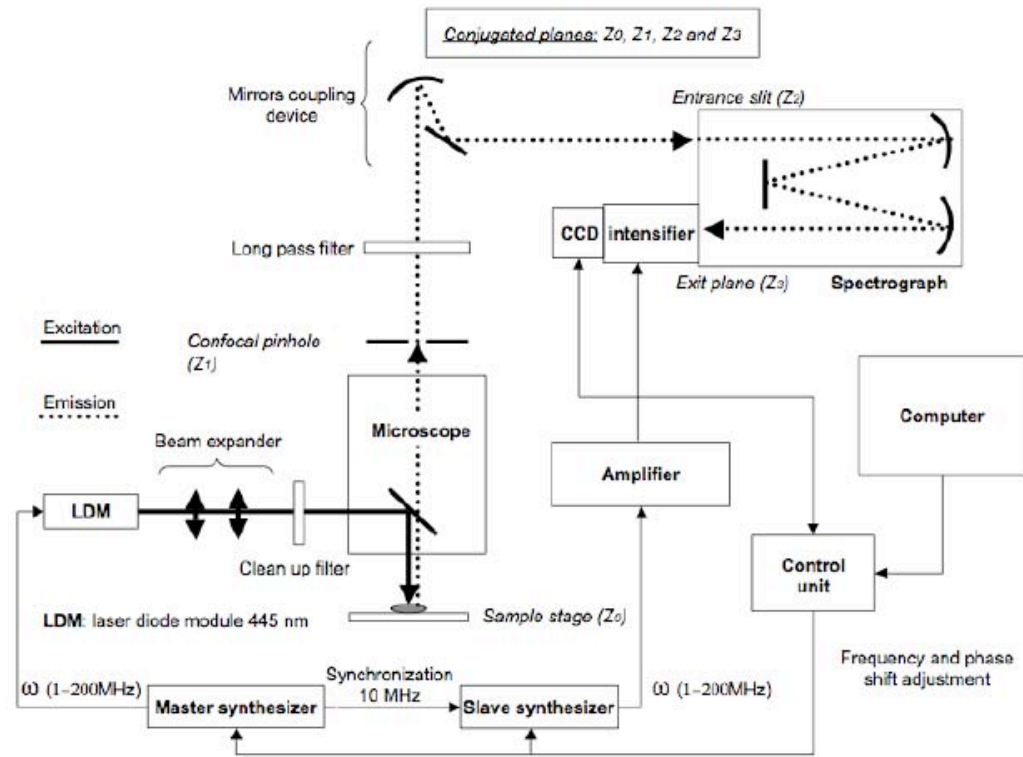 Conjugated planes: Z0, Z1, Z2 and Z3
Mirrors coupling
device
Entrance slit (Z2)
CCD
intensifier
Long pass filter
Exit plane (Z3)
Spectrograph
Excitation
Confocal pinhole
(Z1)
Emission
Microscope
Computer
Beam expander
Amplifier
LDM
Clean up filter
Control
unit
LDM: laser diode module 445 nm
Sample stage (Z0)
Frequency and phase
shift adjustment
ω (1-200MHz)
Synchronization
10 MHz
ω (1-200MHz)
Master synthesizer
Slave synthesizer